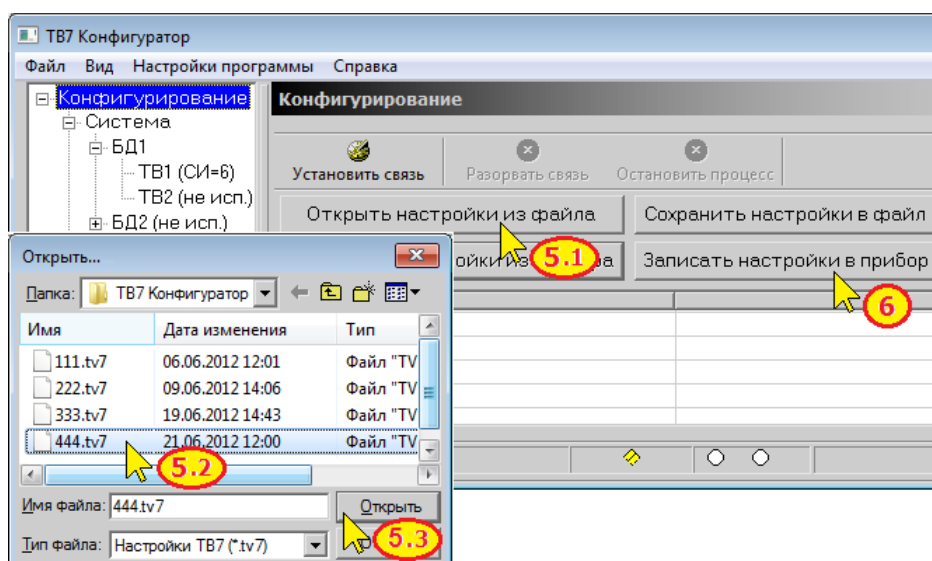 ТВ7 Конфигуратор
Файл Вид Настройки программы Справка
Конфигурирование
Система
БД1
ТВ1 (СИ=6)
ТВ2 (не исп.)
БД2 (не исп.)
Конфигурирование
Установить связь Разорвать связь Остановить процесс
Открыть настройки из файла Сохранить настройки в файл
5.1
Записать настройки в прибор
6
Открыть...
Папка: ТВ7 Конфигуратор
Имя Дата изменения Тип
111.tv7 06.06.2012 12:01 Файл "TV
222.tv7 09.06.2012 14:06 Файл "TV
333.tv7 19.06.2012 14:43 Файл "TV
444.tv7 21.06.2012 12:00 Файл "TV
5.2
Имя файла: 444.tv7 Открыть
5.3
Тип файла: Настройки ТВ7 (*.tv7)